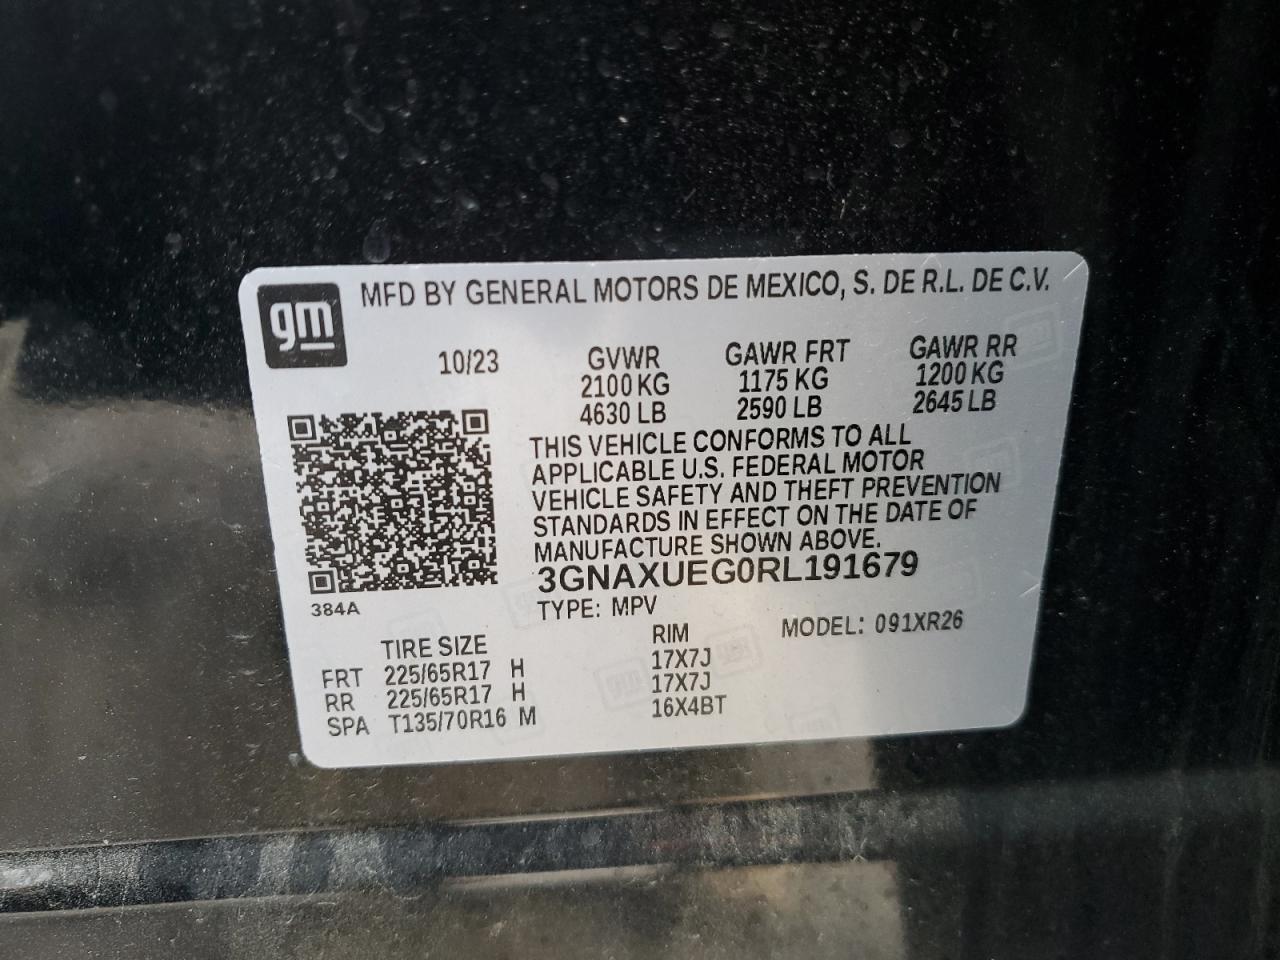 gm
MFD BY GENERAL MOTORS DE MEXICO, S. DE R.L. DE C.V.
10/23 GVWR GAWR FRT GAWR RR
2100 KG 1175 KG 1200 KG
4630 LB 2590 LB 2645 LB
THIS VEHICLE CONFORMS TO ALL
APPLICABLE U.S. FEDERAL MOTOR
VEHICLE SAFETY AND THEFT PREVENTION
STANDARDS IN EFFECT ON THE DATE OF
MANUFACTURE SHOWN ABOVE.
3GNAXUEG0RL191679
384A
TYPE: MPV MODEL: 091XR26
TIRE SIZE RIM
FRT 225/65R17 H 17X7J
RR 225/65R17 H 17X7J
SPA T135/70R16 M 16X4BT